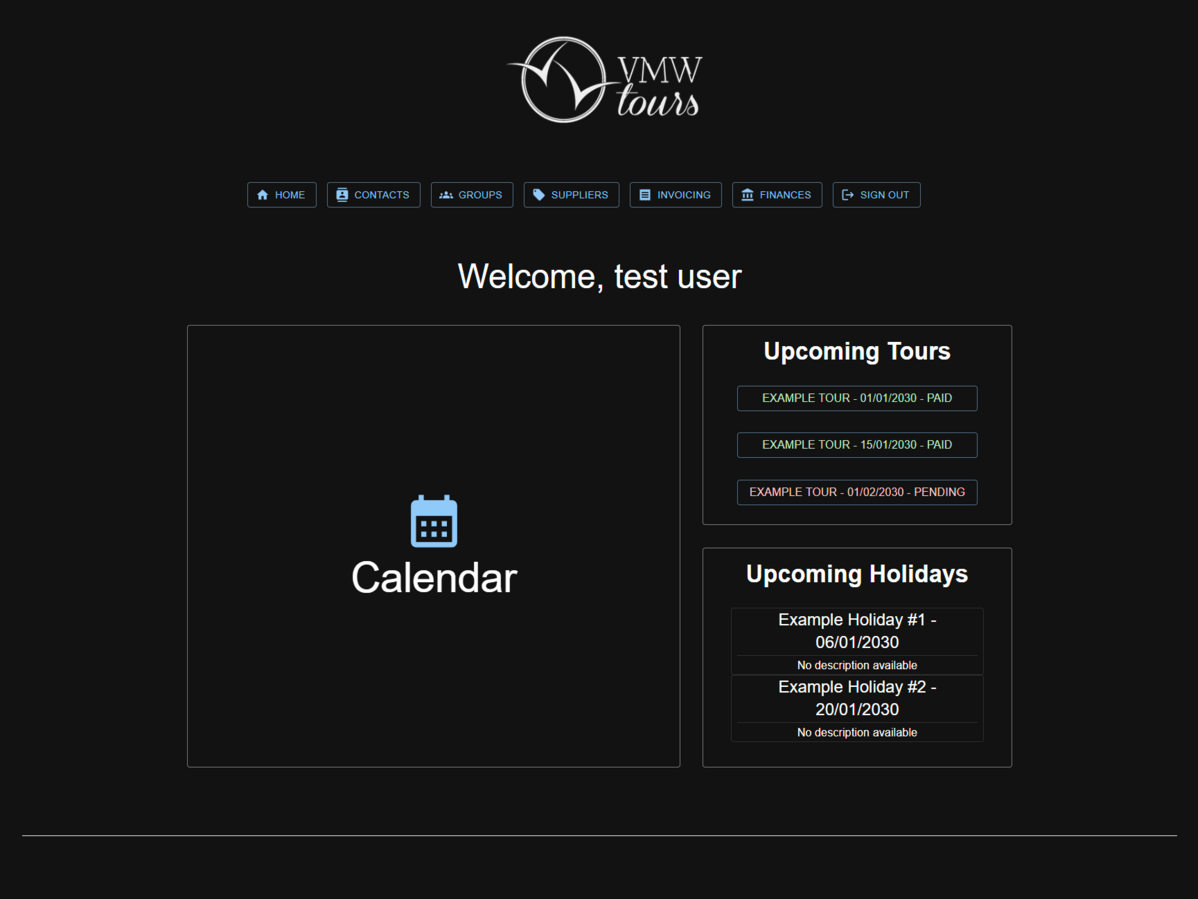 VMW
tours
HOME CONTACTS GROUPS SUPPLIERS INVOICING FINANCES SIGN OUT
Welcome, test user
Calendar
Upcoming Tours
EXAMPLE TOUR - 01/01/2030 - PAID
EXAMPLE TOUR - 15/01/2030 - PAID
EXAMPLE TOUR - 01/02/2030 - PENDING
Upcoming Holidays
Example Holiday #1 -
06/01/2030
No description available
Example Holiday #2 -
20/01/2030
No description available